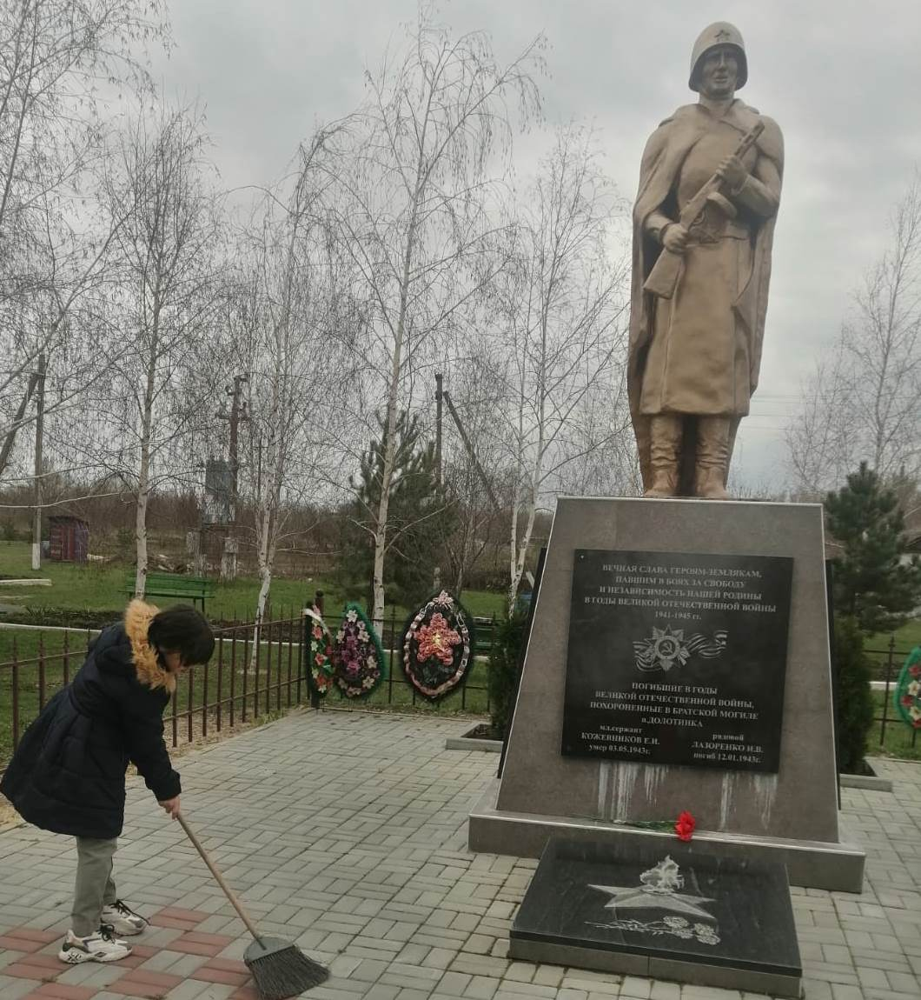 ВЕЧНАЯ СЛАВА ГЕРОЯМ-ЗЕМЛЯКАМ,
ПАВШИМ В БОЯХ ЗА СВОБОДУ
И НЕЗАВИСИМОСТЬ НАШЕЙ РОДИНЫ
В ГОДЫ ВЕЛИКОЙ ОТЕЧЕСТВЕННОЙ ВОЙНЫ
1941-1945 гг.
ПОГИБШИЕ В ГОДЫ
ВЕЛИКОЙ ОТЕЧЕСТВЕННОЙ ВОЙНЫ,
ПОХОРОНЕННЫЕ В БРАТСКОЙ МОГИЛЕ
п.ДОЛОТИНКА
мл.сержант
КОЖЕВНИКОВ Е.И.
умер 03.05.1943г.
рядовой
ЛАЗОРЕНКО И.В.
погиб 12.01.1943г.